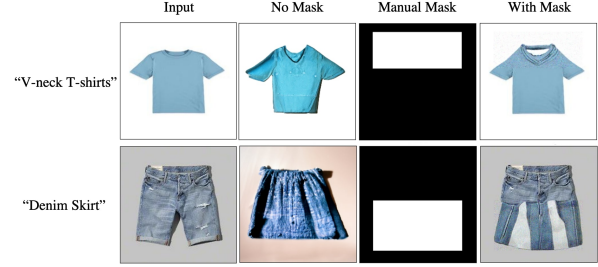 Input No Mask Manual Mask With Mask
“V-neck T-shirts”
“Denim Skirt”